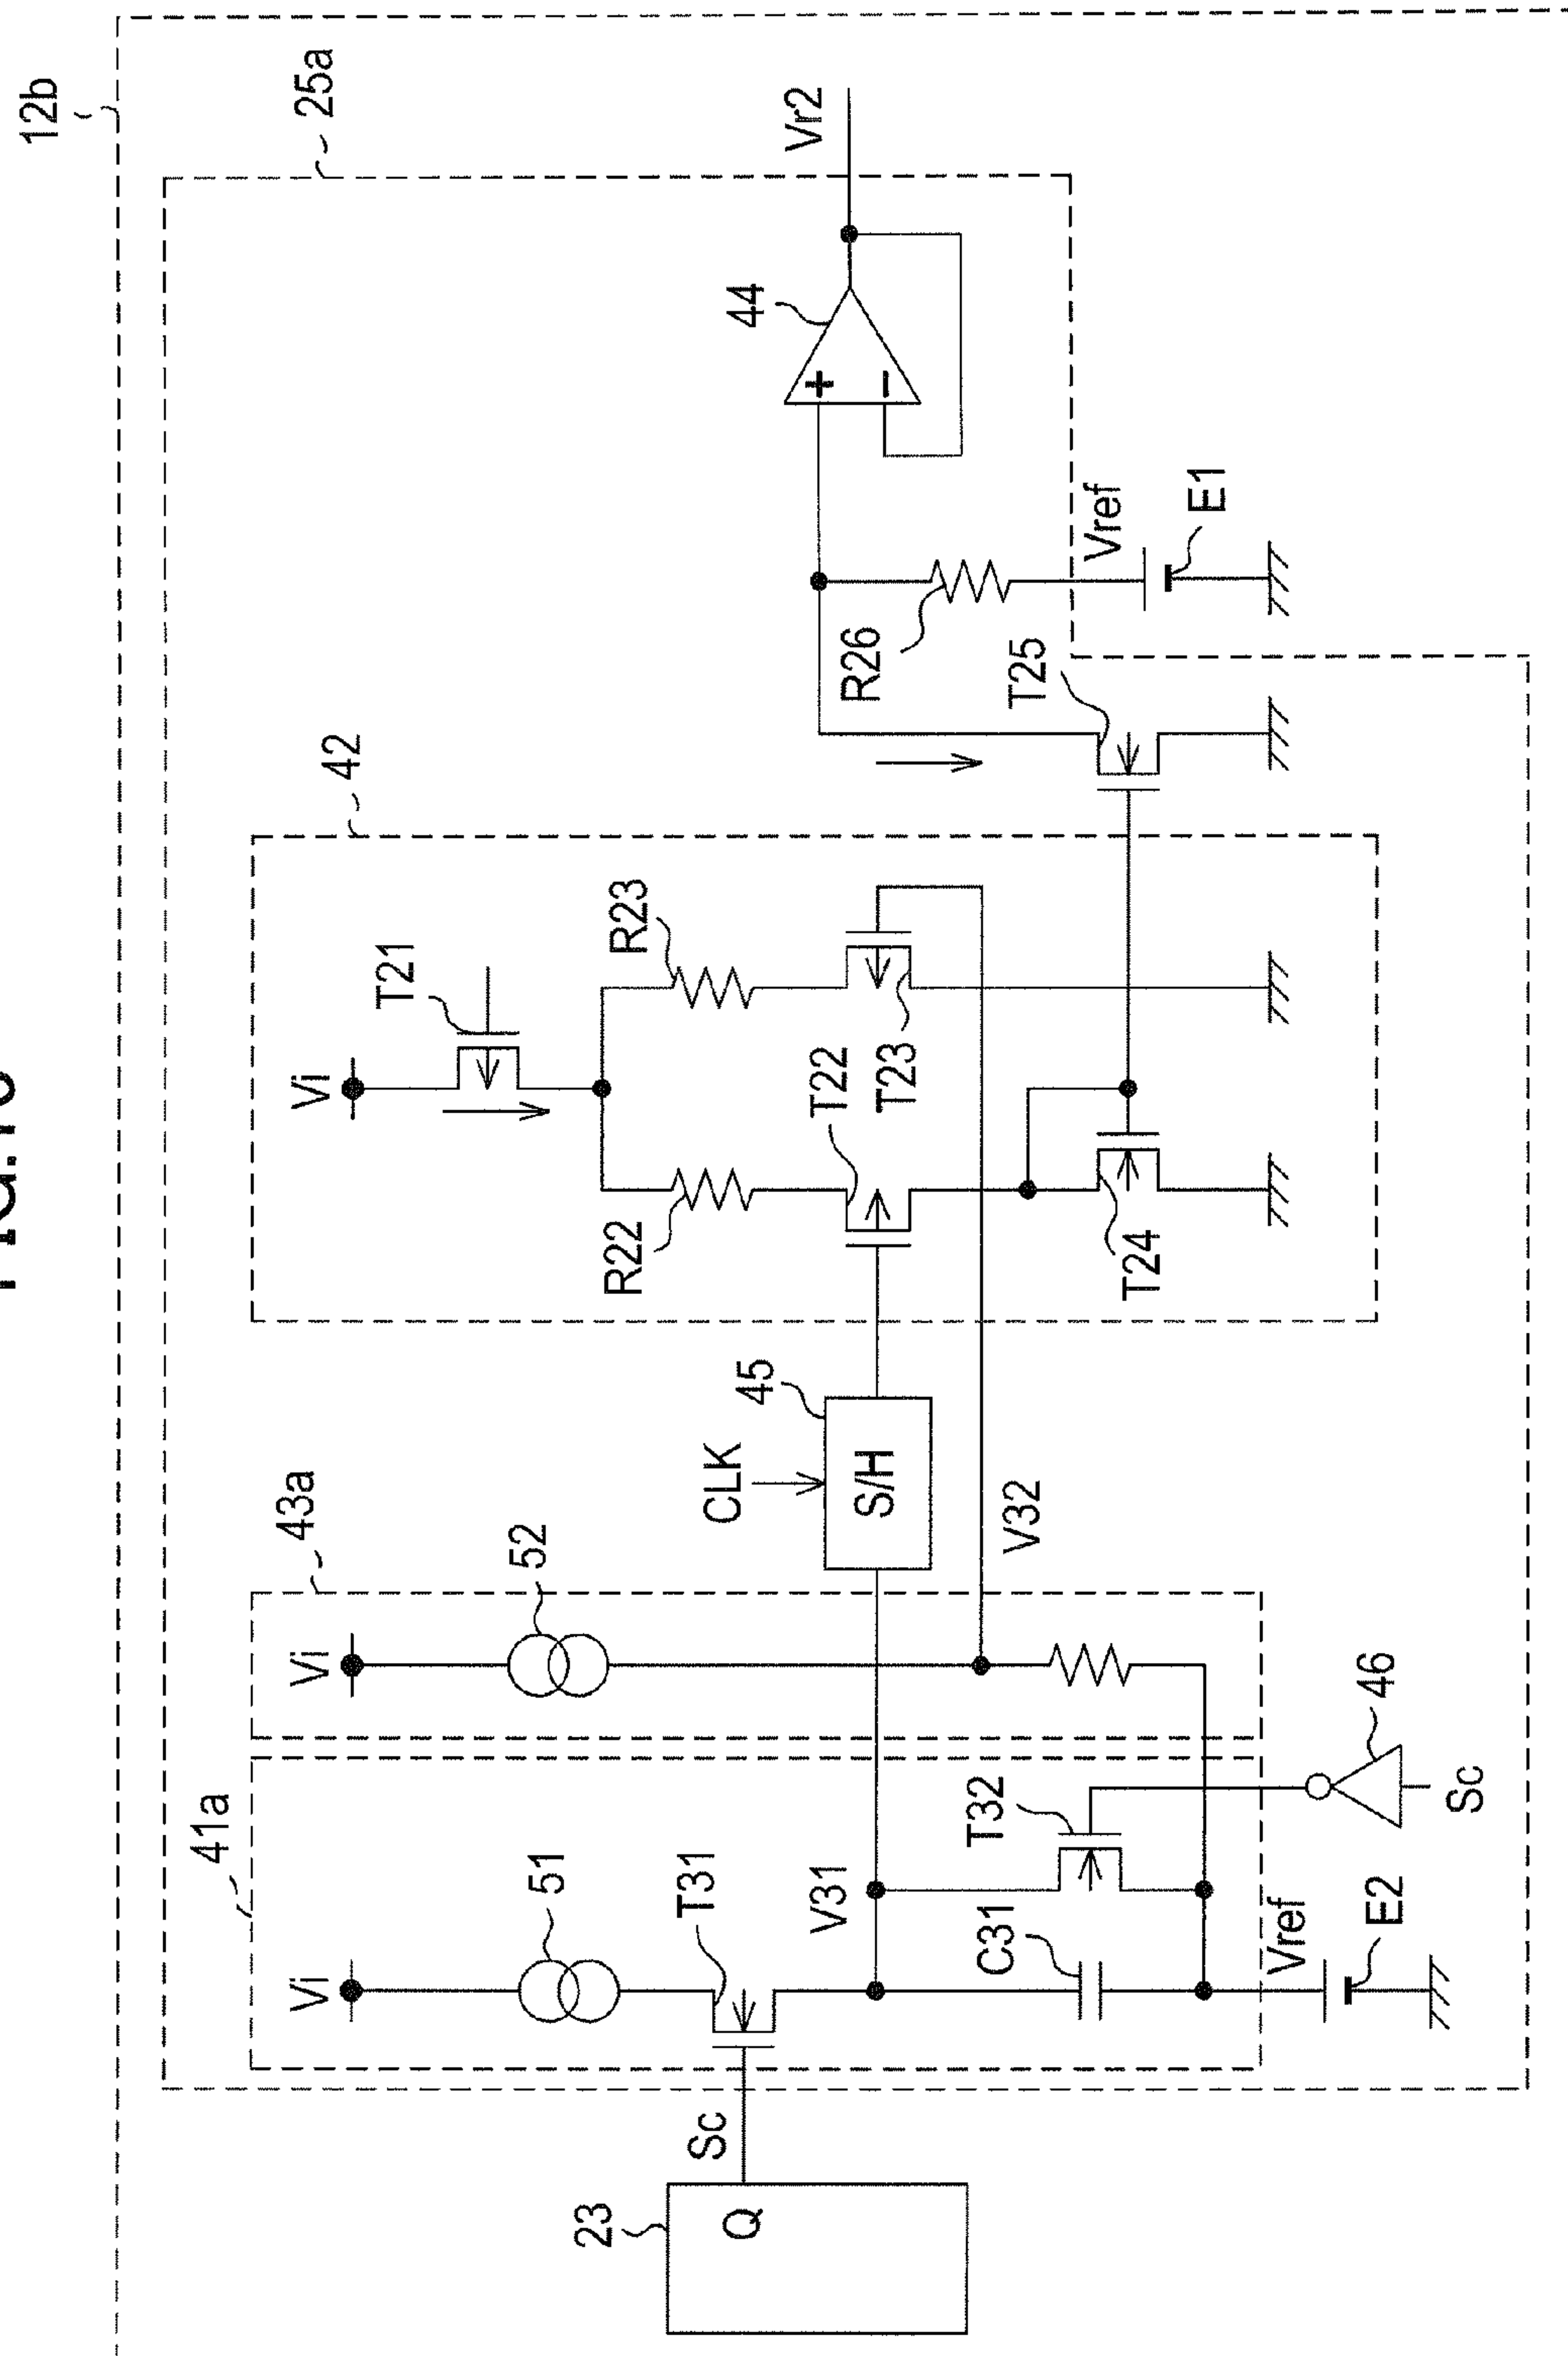 12b
25a
41a
43a
42
Vi
Vi
Vi
T21
51
52
R22
R23
23
Q
Sc
T31
CLK
45
S/H
44
+
−
Vr2
V31
V32
T22
T23
R26
C31
T32
T24
T25
Vref
E1
Vref
E2
46
Sc